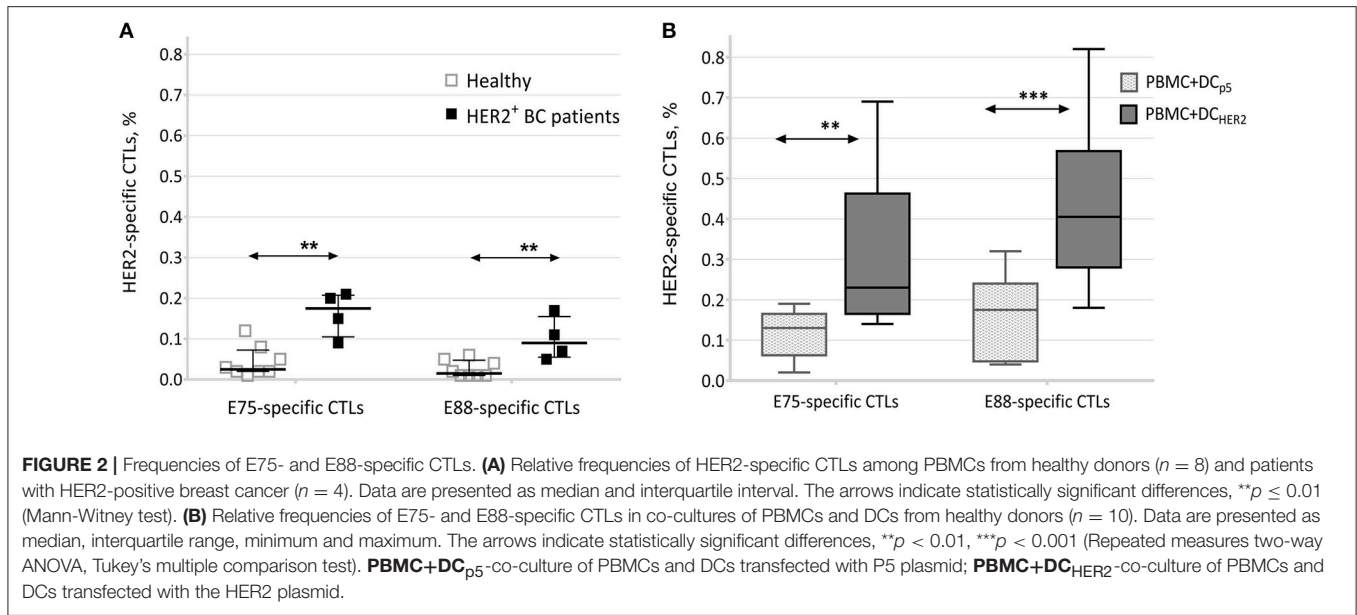 A
0.8
0.7
0.6
0.5
0.4
0.3
0.2
0.1
0.0
HER2-specific CTLs, %
Healthy
HER2+ BC patients
**
**
E75-specific CTLs
E88-specific CTLs
B
0.8
0.7
0.6
0.5
0.4
0.3
0.2
0.1
0.0
HER2-specific CTLs, %
PBMC+DCp5
PBMC+DCHER2
**
***
E75-specific CTLs
E88-specific CTLs
FIGURE 2 | Frequencies of E75- and E88-specific CTLs. (A) Relative frequencies of HER2-specific CTLs among PBMCs from healthy donors (n = 8) and patients
with HER2-positive breast cancer (n = 4). Data are presented as median and interquartile interval. The arrows indicate statistically significant differences, **p ≤ 0.01
(Mann-Witney test). (B) Relative frequencies of E75- and E88-specific CTLs in co-cultures of PBMCs and DCs from healthy donors (n = 10). Data are presented as
median, interquartile range, minimum and maximum. The arrows indicate statistically significant differences, **p < 0.01, ***p < 0.001 (Repeated measures two-way
ANOVA, Tukey's multiple comparison test). PBMC+DCp5-co-culture of PBMCs and DCs transfected with P5 plasmid; PBMC+DCHER2-co-culture of PBMCs and
DCs transfected with the HER2 plasmid.